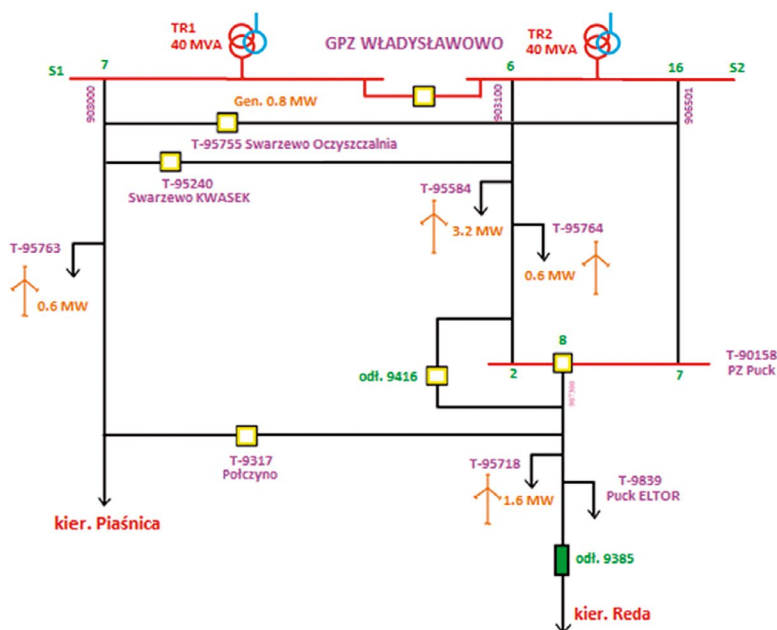 TR1
40 MVA
GPZ WŁADYSŁAWOWO
TR2
40 MVA
S1
7
6
16
S2
Gen. 0.8 MW
903100
906501
T-95755 Swarzewo Oczyszczalnia
T-95240
Swarzewo KWASEK
T-95584
3.2 MW
T-95764
0.6 MW
T-95763
0.6 MW
8
T-90158
PZ Puck
odł. 9416
2
7
T-9317
Połczyno
T-95718
1.6 MW
T-9839
Puck ELTOR
kier. Piaśnica
odł. 9385
kier. Reda